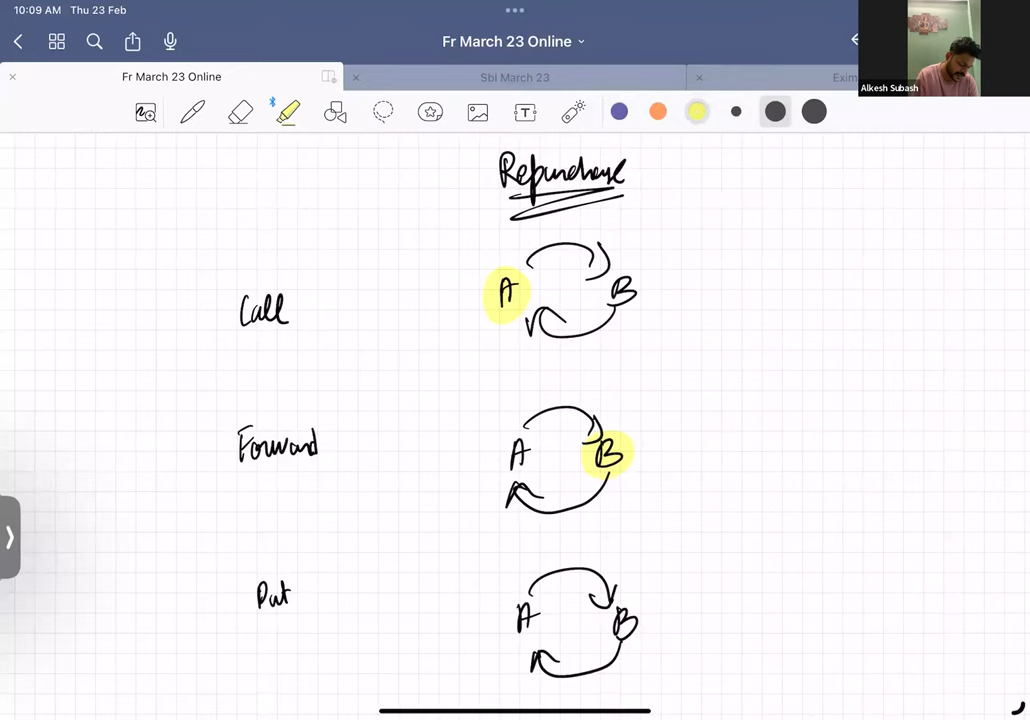 10:09 AM Thu 23 Feb
Fr March 23 Online
Alkesh Subash
Fr March 23 Online
Sbi March 23
Exim
T
Repurchase
Call
A B
Forward
A B
Put
A B